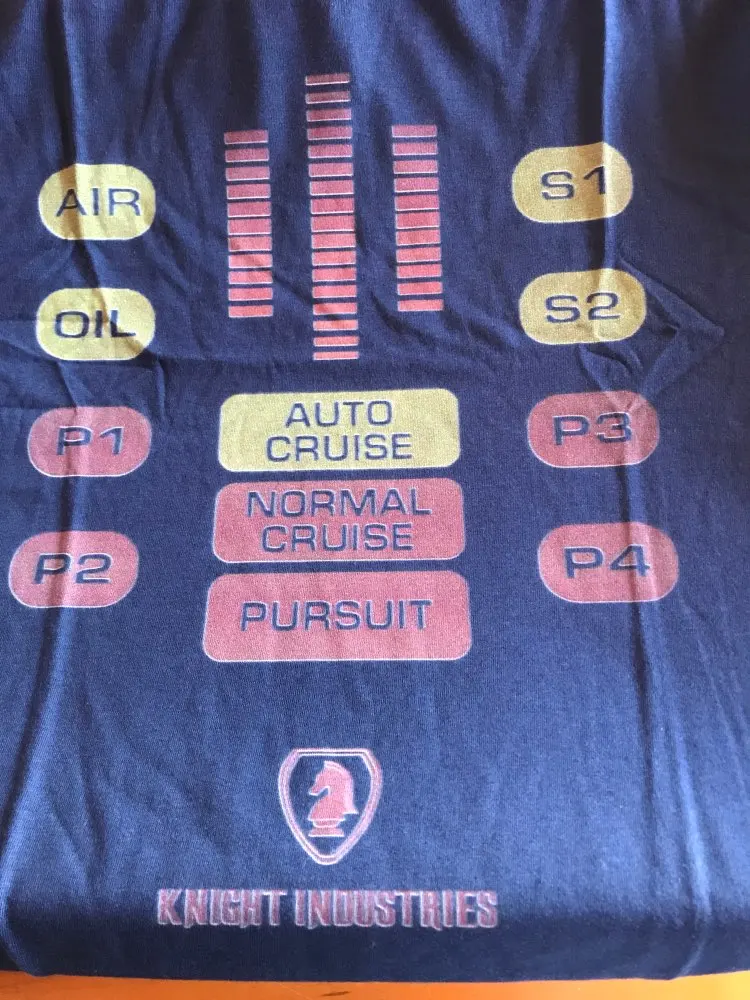 AIR
S1
OIL
S2
P1
AUTO
CRUISE
P3
NORMAL
CRUISE
P2
P4
PURSUIT
KNIGHT INDUSTRIES